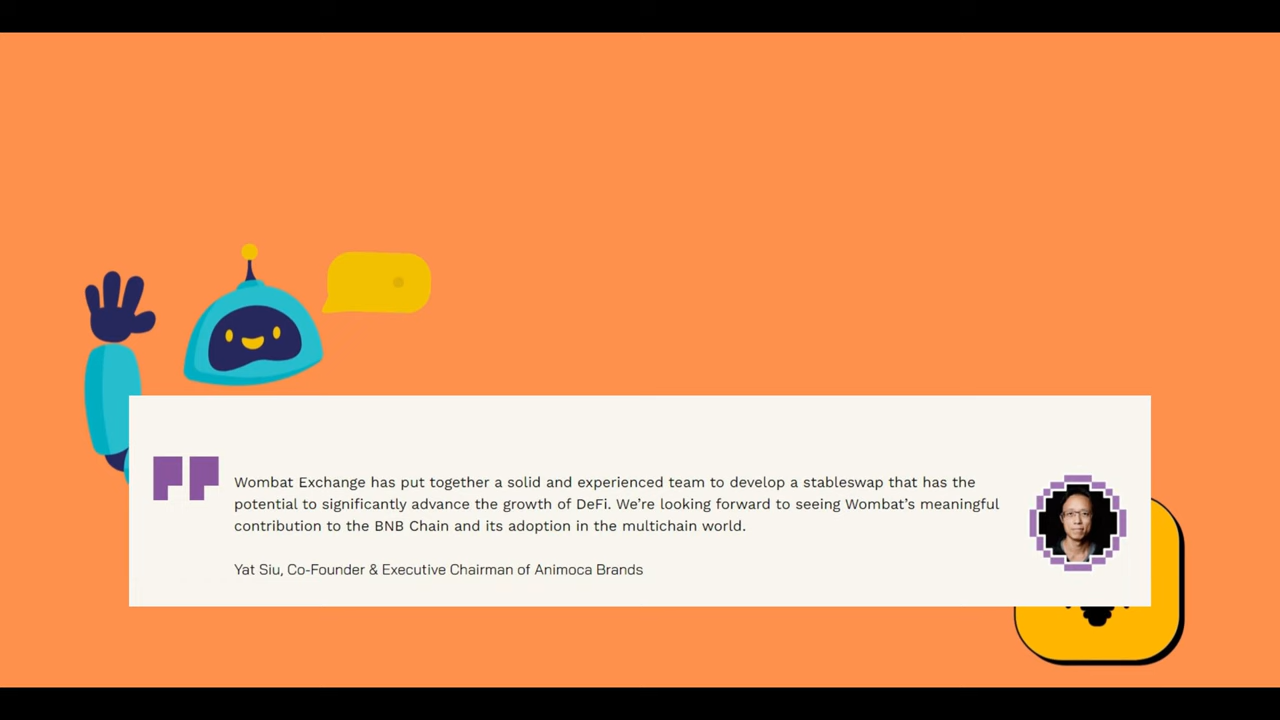 Wombat Exchange has put together a solid and experienced team to develop a stableswap that has the
potential to significantly advance the growth of DeFi. We’re looking forward to seeing Wombat’s meaningful
contribution to the BNB Chain and its adoption in the multichain world.
Yat Siu, Co-Founder & Executive Chairman of Animoca Brands